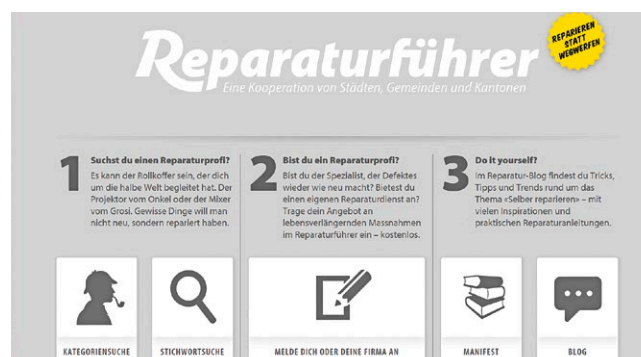 Reparaturführer
REPARIEREN
STATT
WEGWERFEN
Eine Kooperation von Städten, Gemeinden und Kantonen
1
Suchst du einen Reparaturprofi?
Es kann der Rollkoffer sein, der dich
um die halbe Welt begleitet hat. Der
Projektor vom Onkel oder der Mixer
vom Grosi. Gewisse Dinge will man
nicht neu, sondern repariert haben.
2
Bist du ein Reparaturprofi?
Bist du der Spezialist, der Defektes
wieder wie neu macht? Bietest du
einen eigenen Reparaturdienst an?
Trage dein Angebot an
lebensverlängernden Massnahmen
im Reparaturführer ein – kostenlos.
3
Do it yourself?
Im Reparatur-Blog findest du Tricks,
Tipps und Trends rund um das
Thema «Selber reparieren» – mit
vielen Inspirationen und
praktischen Reparaturanleitungen.
KATEGORIENSUCHE
STICHWORTSUCHE
MELDE DICH ODER DEINE FIRMA AN
MANIFEST
BLOG